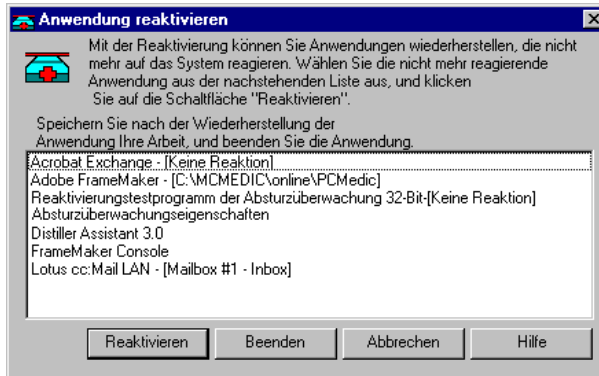 Anwendung reaktivieren
Mit der Reaktivierung können Sie Anwendungen wiederherstellen, die nicht
mehr auf das System reagieren. Wählen Sie die nicht mehr reagierende
Anwendung aus der nachstehenden Liste aus, und klicken
Sie auf die Schaltfläche "Reaktivieren".
Speichern Sie nach der Wiederherstellung der
Anwendung Ihre Arbeit, und beenden Sie die Anwendung.
Acrobat Exchange - [Keine Reaktion]
Adobe FrameMaker - [C:\MCMEDIC\online\PCMedic]
Reaktivierungstestprogramm der Absturzüberwachung 32-Bit-[Keine Reaktion]
Absturzüberwachungseigenschaften
Distiller Assistant 3.0
FrameMaker Console
Lotus cc:Mail LAN - [Mailbox #1 - Inbox]
Reaktivieren Beenden Abbrechen Hilfe